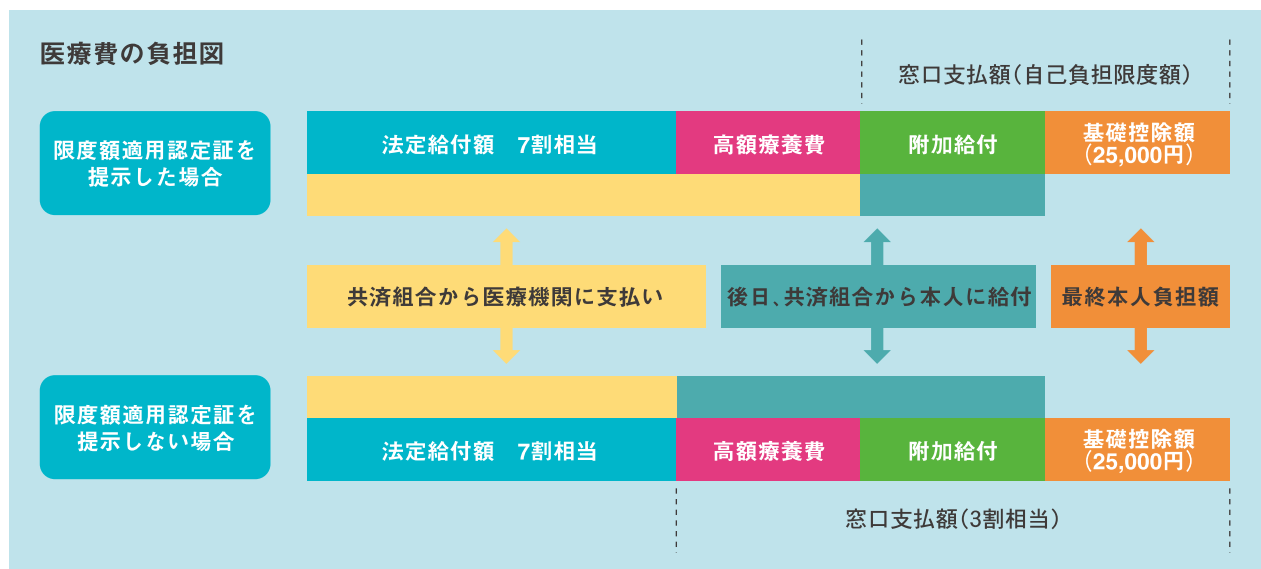 医療費の負担図
窓口支払額(自己負担限度額)
限度額適用認定証を
提示した場合
法定給付額　7割相当
高額療養費
附加給付
基礎控除額
(25,000円)
共済組合から医療機関に支払い
後日、共済組合から本人に給付
最終本人負担額
限度額適用認定証を
提示しない場合
法定給付額　7割相当
高額療養費
附加給付
基礎控除額
(25,000円)
窓口支払額(3割相当)